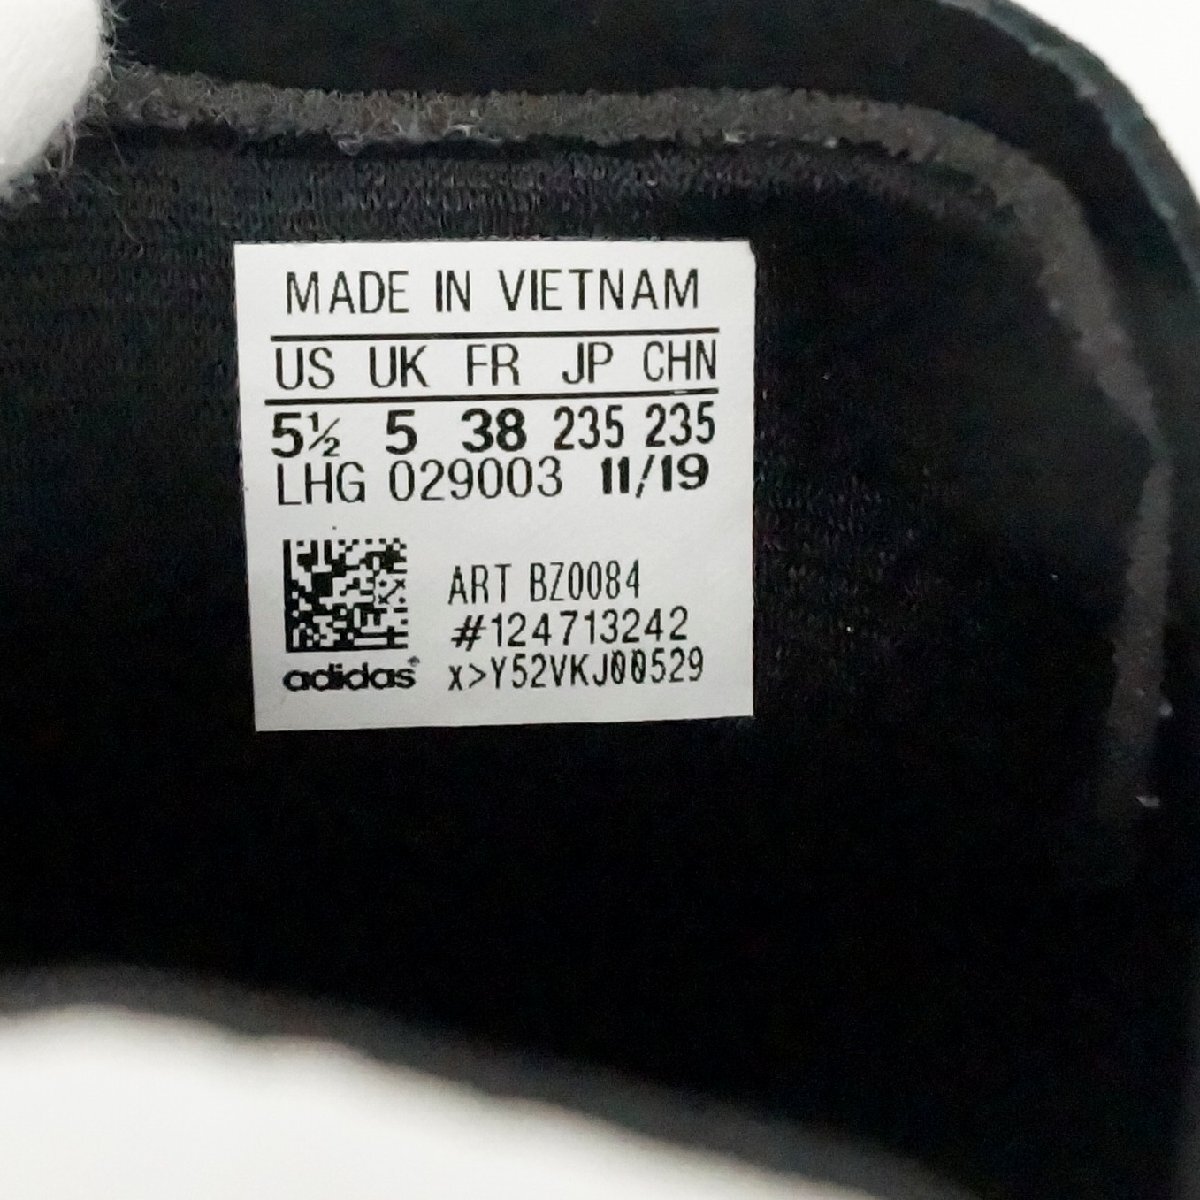 MADE IN VIETNAM
US UK FR JP CHN
5½ 5 38 235 235
LHG 029003 11/19
ART BZ0084
#124713242
adidas x>Y52VKJ00529